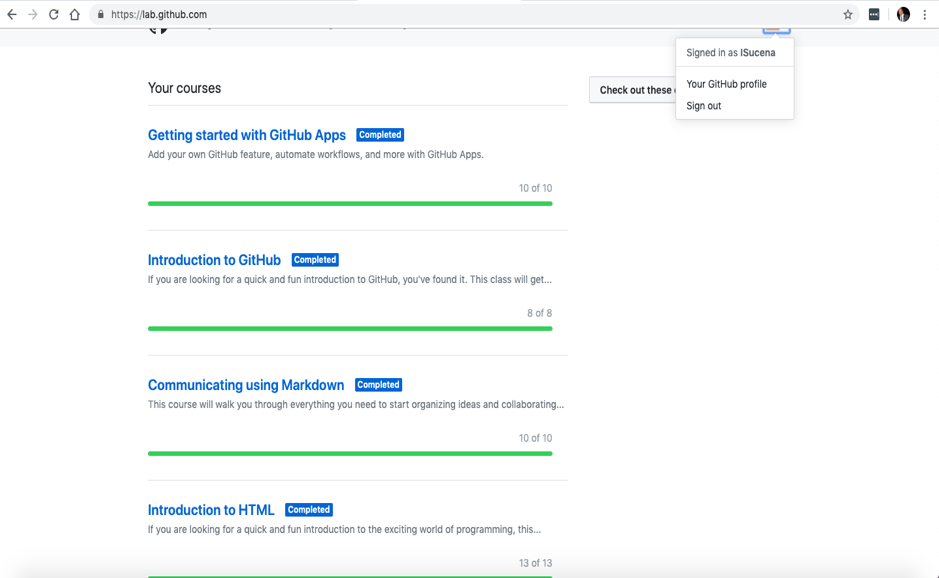 https://lab.github.com
Signed in as ISucena
Your GitHub profile
Sign out
Your courses
Check out these
Getting started with GitHub Apps Completed
Add your own GitHub feature, automate workflows, and more with GitHub Apps.
10 of 10
Introduction to GitHub Completed
If you are looking for a quick and fun introduction to GitHub, you've found it. This class will get...
8 of 8
Communicating using Markdown Completed
This course will walk you through everything you need to start organizing ideas and collaborating...
10 of 10
Introduction to HTML Completed
If you are looking for a quick and fun introduction to the exciting world of programming, this...
13 of 13